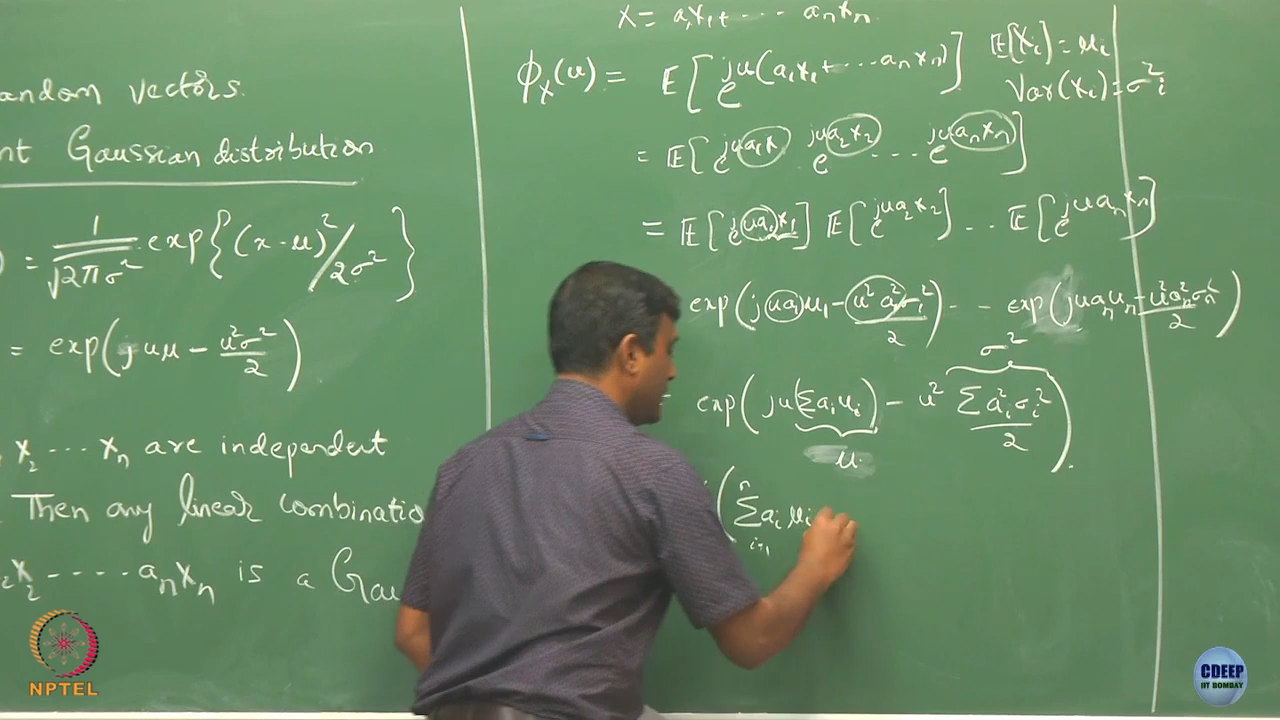 andom vectors.
nt Gaussian distribution
) = 1/√2πσ² exp{(x-μ)²/2σ²}
= exp(juμ - u²σ²/2)
X₂ ... Xₙ are independent
Then any linear combinatio
₂X₂ ---- aₙXₙ is a Gau
X = a₁X₁+ ... aₙXₙ.
ϕ_X(u) = E[e^{ju(a₁X₁+ ... aₙXₙ)}]
𝔼[Xᵢ) = μᵢ
Var(Xᵢ) = σᵢ²
= 𝔼[e^{jua₁X} e^{jua₂X₂} ... e^{juaₙXₙ}]
= 𝔼[e^{jua₁X₁}] 𝔼[e^{jua₂X₂}] ... 𝔼[e^{juaₙXₙ}]
exp(jua₁μ₁ - u²a₁²σ₁²/2) -- exp(juaₙμₙ - u²aₙ²σₙ²/2)
σ²
exp(ju(Σaᵢμᵢ) - u² Σaᵢ²σᵢ²/2).
μ
(Σ_{i=1}^{n} aᵢμᵢ
NPTEL
CDEEP
IIT BOMBAY